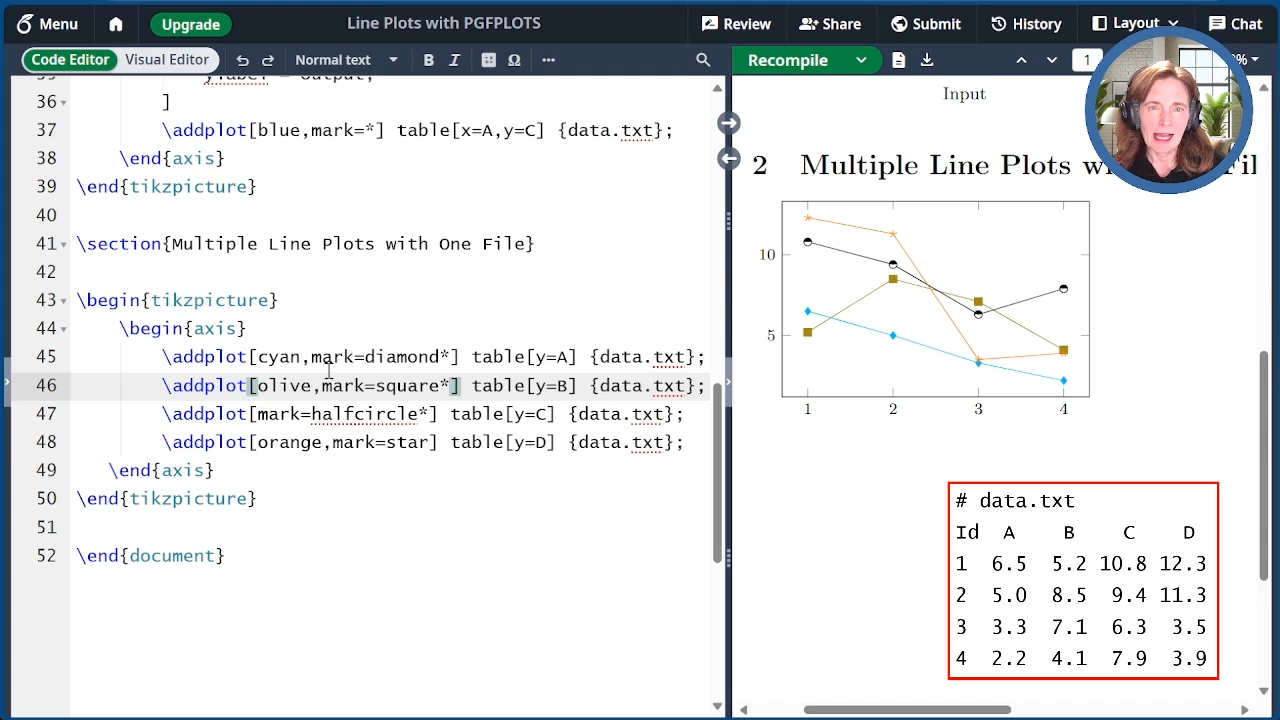 Menu Upgrade Line Plots with PGFPLOTS Review Share Submit History Layout Chat
Code Editor Visual Editor Normal text B I Ω Recompile 1
36 ]
37 \addplot[blue,mark=*] table[x=A,y=C] {data.txt};
38 \end{axis}
39 \end{tikzpicture}
40
41 \section{Multiple Line Plots with One File}
42
43 \begin{tikzpicture}
44 \begin{axis}
45 \addplot[cyan,mark=diamond*] table[y=A] {data.txt};
46 \addplot[olive,mark=square*] table[y=B] {data.txt};
47 \addplot[mark=halfcircle*] table[y=C] {data.txt};
48 \addplot[orange,mark=star] table[y=D] {data.txt};
49 \end{axis}
50 \end{tikzpicture}
51
52 \end{document}
Input
2 Multiple Line Plots
10
5
1 2 3 4
# data.txt
Id A B C D
1 6.5 5.2 10.8 12.3
2 5.0 8.5 9.4 11.3
3 3.3 7.1 6.3 3.5
4 2.2 4.1 7.9 3.9